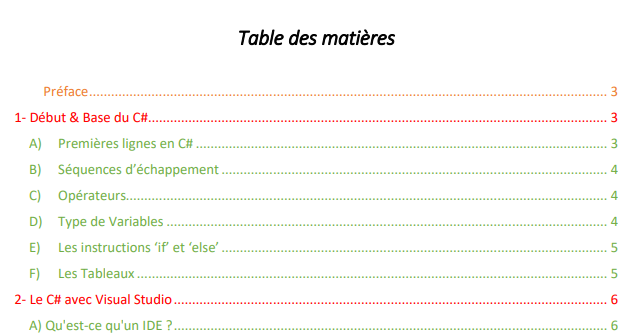 Table des matières
Préface.......... 3
1- Début & Base du C#.......... 3
A) Premières lignes en C# .......... 3
B) Séquences d’échappement .......... 4
C) Opérateurs.......... 4
D) Type de Variables .......... 4
E) Les instructions ‘if’ et ‘else’ .......... 5
F) Les Tableaux .......... 5
2- Le C# avec Visual Studio.......... 6
A) Qu'est-ce qu'un IDE ?.......... 6